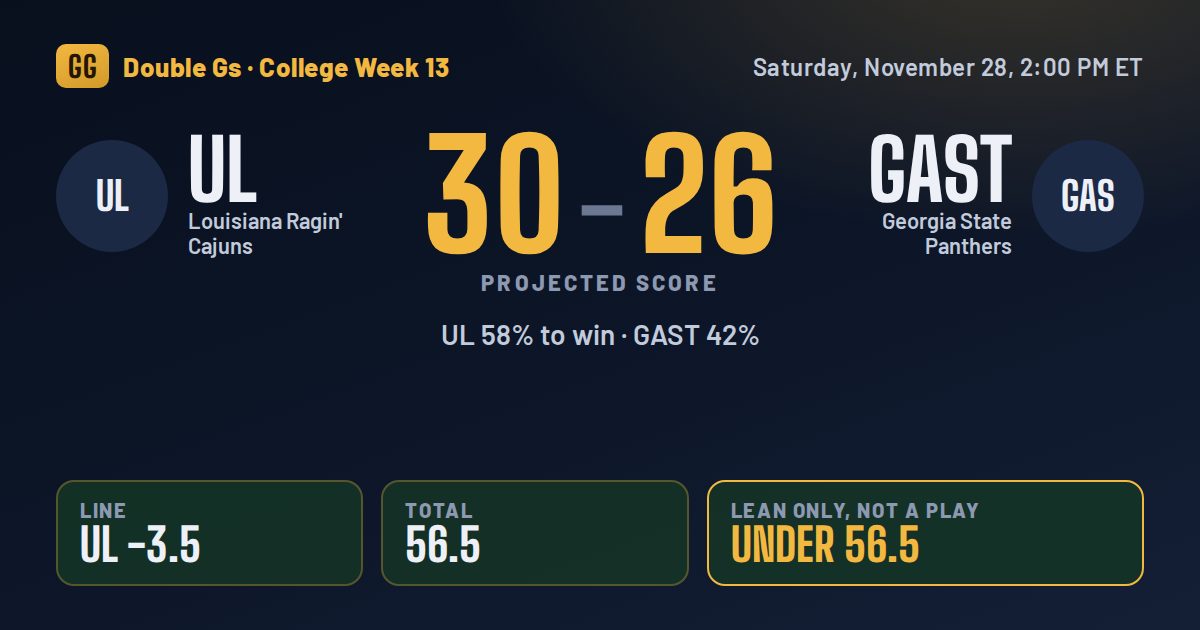 GG
Double Gs · College Week 13
Saturday, November 28, 2:00 PM ET
UL
UL
Louisiana Ragin'
Cajuns
30 – 26
PROJECTED SCORE
UL 58% to win · GAST 42%
GAST
Georgia State
Panthers
GAS
LINE
UL -3.5
TOTAL
56.5
LEAN ONLY, NOT A PLAY
UNDER 56.5